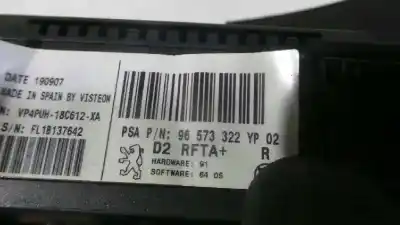 DATE 190907
MADE IN SPAIN BY VISTEON
N: VP4PUH-18C612-XA
S/N: FL1B137642
PSA P/N: 96 573 322 YP 02
D2 RFTA+ R
HARDWARE: 91
SOFTWARE: 64 05